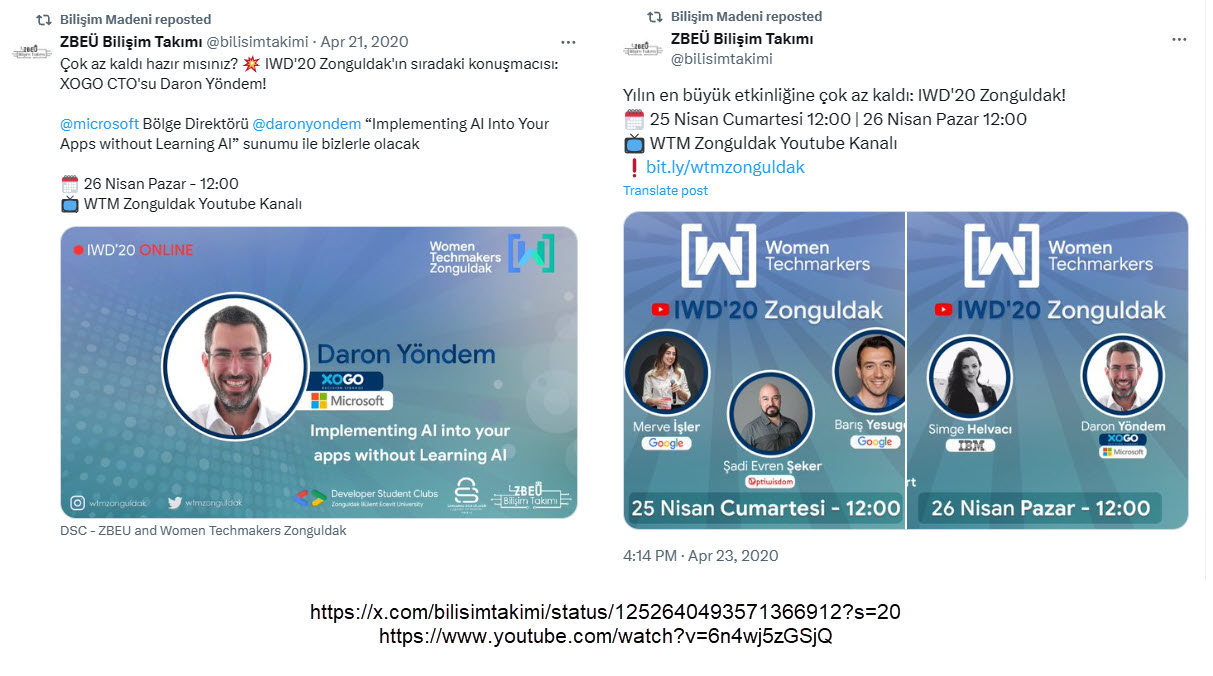 Bilişim Madeni reposted
ZBEÜ Bilişim Takımı @bilisimtakimi · Apr 21, 2020
Çok az kaldı hazır mısınız? 💥 IWD'20 Zonguldak'ın sıradaki konuşmacısı:
XOGO CTO'su Daron Yöndem!
@microsoft Bölge Direktörü @daronyondem “Implementing AI Into Your
Apps without Learning AI” sunumu ile bizlerle olacak
26 Nisan Pazar - 12:00
WTM Zonguldak Youtube Kanalı
IWD'20 ONLINE
Women
Techmakers
Zonguldak
Daron Yöndem
XOGO
Microsoft
Implementing AI into your
apps without Learning AI
wtmzonguldak
wtmzonguldak
Developer Student Clubs
Zonguldak Bülent Ecevit University
ZBEÜ
Bilişim Takımı
DSC - ZBEU and Women Techmakers Zonguldak
Bilişim Madeni reposted
ZBEÜ Bilişim Takımı
@bilisimtakimi
Yılın en büyük etkinliğine çok az kaldı: IWD'20 Zonguldak!
25 Nisan Cumartesi 12:00 | 26 Nisan Pazar 12:00
WTM Zonguldak Youtube Kanalı
❗ bit.ly/wtmzonguldak
Translate post
Women
Techmarkers
IWD'20 Zonguldak
Merve İşler
Google
Şadi Evren Şeker
Optiwisdom
Barış Yesug
Google
25 Nisan Cumartesi - 12:00
Women
Techmarkers
IWD'20 Zonguldak
Simge Helvacı
IBM
Daron Yöndem
XOGO
Microsoft
rt
26 Nisan Pazar - 12:00
4:14 PM · Apr 23, 2020
https://x.com/bilisimtakimi/status/1252640493571366912?s=20
https://www.youtube.com/watch?v=6n4wj5zGSjQ